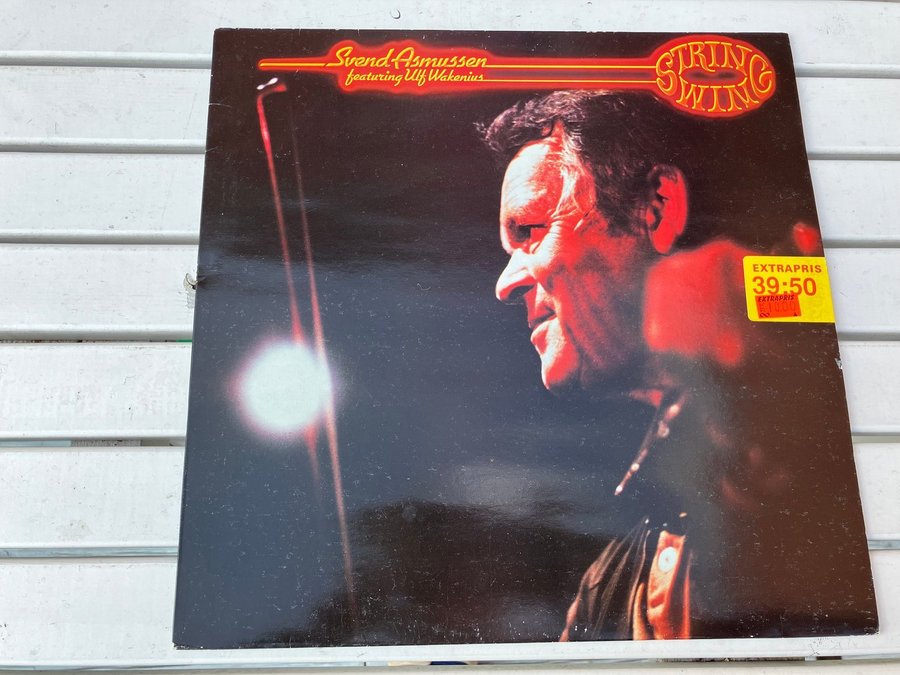 Svend Asmussen
featuring Ulf Wakenius
STRING
SWING
EXTRAPRIS
39:50
EXTRAPRIS